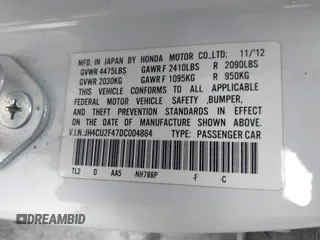 MFD. IN JAPAN BY HONDA MOTOR CO.,LTD. 11/'12
GVWR 4475LBS GAWR F 2410LBS R 2090LBS
GVWR 2030KG GAWR F 1095KG R 950KG
THIS VEHICLE CONFORMS TO ALL APPLICABLE
FEDERAL MOTOR VEHICLE SAFETY ,BUMPER,
AND THEFT PREVENTION STANDARDS IN EFFECT
ON THE DATE OF MANUFACTURE SHOWN ABOVE.
V.I.N.:JH4CU2F47DC004864 TYPE: PASSENGER CAR
TL2 D AA5 -NH788P -F -C
DREAMBID